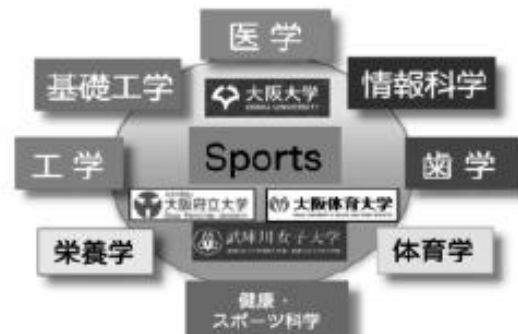 医学
基礎工学
情報科学
大阪大学
OSAKA UNIVERSITY
工学
Sports
歯学
大阪府立大学
大阪体育大学
武庫川女子大学
栄養学
体育学
健康・
スポーツ科学